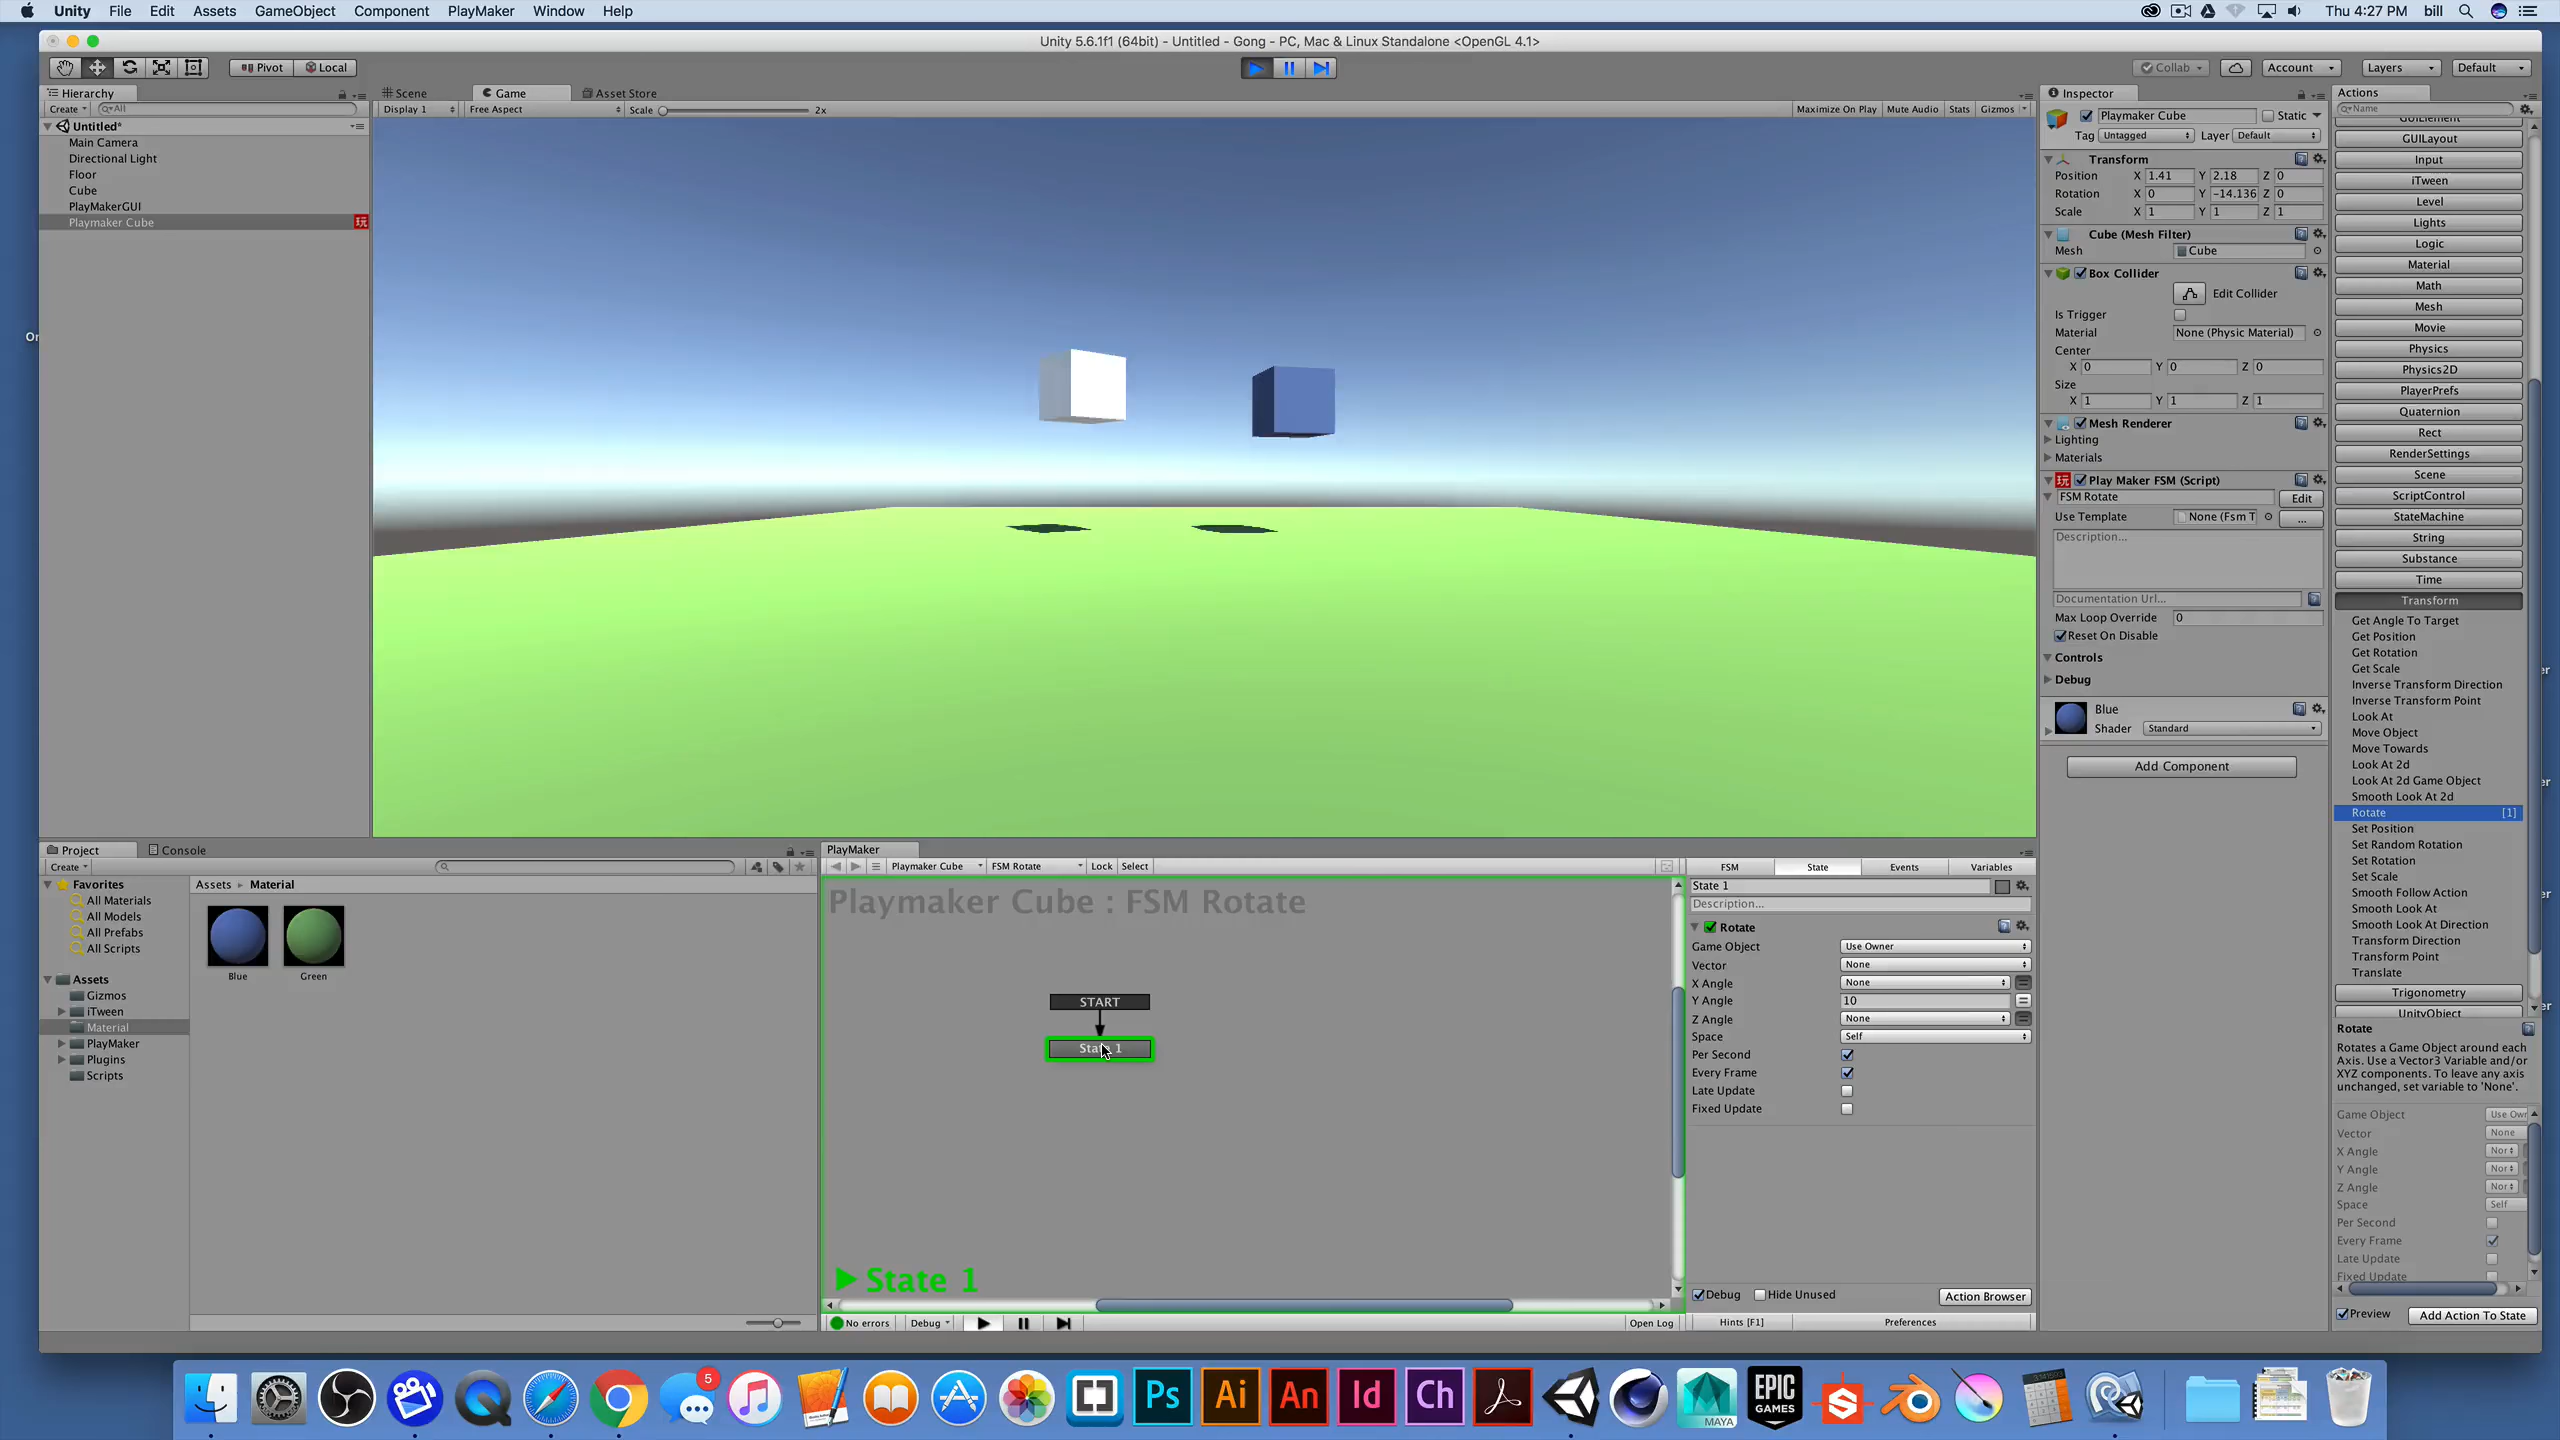 Unity File Edit Assets GameObject Component PlayMaker Window Help
Thu 4:27 PM bill
Unity 5.6.1f1 (64bit) - Untitled - Gong - PC, Mac & Linux Standalone <OpenGL 4.1>
Pivot Local
Collab Account Layers Default
Hierarchy
Create All
Untitled*
Main Camera
Directional Light
Floor
Cube
PlayMakerGUI
Playmaker Cube 玩
Scene Game Asset Store
Display 1 Free Aspect Scale 2x
Maximize On Play Mute Audio Stats Gizmos
Inspector
Playmaker Cube Static
Tag Untagged Layer Default
Transform
Position X 1.41 Y 2.18 Z 0
Rotation X 0 Y -14.136 Z 0
Scale X 1 Y 1 Z 1
Cube (Mesh Filter)
Mesh Cube
Box Collider
Edit Collider
Is Trigger
Material None (Physic Material)
Center
X 0 Y 0 Z 0
Size
X 1 Y 1 Z 1
Mesh Renderer
Lighting
Materials
玩 Play Maker FSM (Script)
FSM Rotate Edit
Use Template None (Fsm T ...
Description...
Documentation Url...
Max Loop Override 0
Reset On Disable
Controls
Debug
Blue
Shader Standard
Add Component
Actions
Name
GUIElement
GUILayout
Input
iTween
Level
Lights
Logic
Material
Math
Mesh
Movie
Physics
Physics2D
PlayerPrefs
Quaternion
Rect
RenderSettings
Scene
ScriptControl
StateMachine
String
Substance
Time
Transform
Get Angle To Target
Get Position
Get Rotation
Get Scale
Inverse Transform Direction
Inverse Transform Point
Look At
Move Object
Move Towards
Look At 2d
Look At 2d Game Object
Smooth Look At 2d
Rotate [1]
Set Position
Set Random Rotation
Set Rotation
Set Scale
Smooth Follow Action
Smooth Look At
Smooth Look At Direction
Transform Direction
Transform Point
Translate
Trigonometry
UnityObject
Rotate
Rotates a Game Object around each
Axis. Use a Vector3 Variable and/or
XYZ components. To leave any axis
unchanged, set variable to 'None'.
Game Object Use Owr
Vector None
X Angle Nor
Y Angle Nor
Z Angle Nor
Space Self
Per Second
Every Frame
Late Update
Fixed Update
Preview Add Action To State
Project Console
Create
Favorites
All Materials
All Models
All Prefabs
All Scripts
Assets
Gizmos
iTween
Material
PlayMaker
Plugins
Scripts
Assets Material
Blue Green
PlayMaker
Playmaker Cube FSM Rotate Lock Select
Playmaker Cube : FSM Rotate
START
State 1
No errors Debug Open Log
FSM State Events Variables
State 1
Description...
Rotate
Game Object Use Owner
Vector None
X Angle None
Y Angle 10
Z Angle None
Space Self
Per Second
Every Frame
Late Update
Fixed Update
Debug Hide Unused Action Browser
Hints [F1] Preferences
5 Ps Ai An Id Ch MAYA EPIC GAMES